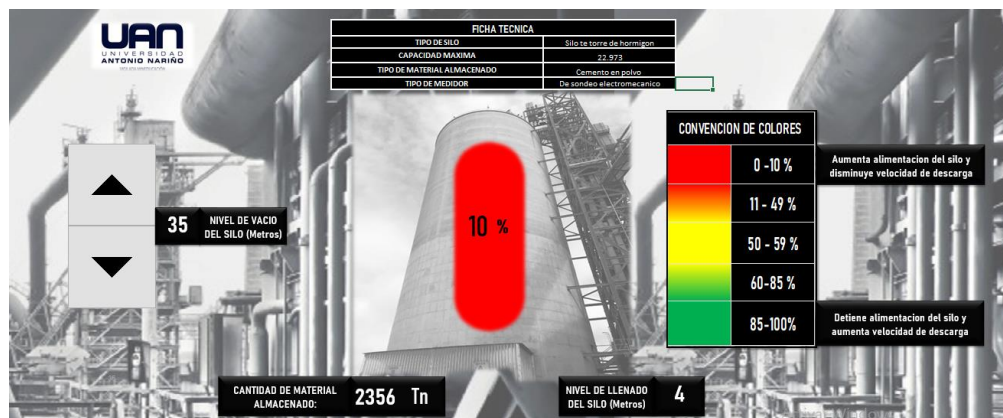 UAN
UNIVERSIDAD
ANTONIO NARIÑO
FICHA TECNICA
TIPO DE SILO Silo te torre de hormigon
CAPACIDAD MAXIMA 22.973
TIPO DE MATERIAL ALMACENADO Cemento en polvo
TIPO DE MEDIDOR De sondeo electromecanico
35 NIVEL DE VACIO
DEL SILO (Metros)
10 %
CONVENCION DE COLORES
0 -10 %
11 - 49 %
50 - 59 %
60-85 %
85-100%
Aumenta alimentacion del silo y
disminuye velocidad de descarga
Detiene alimentacion del silo y
aumenta velocidad de descarga
CANTIDAD DE MATERIAL
ALMACENADO:
2356 Tn
NIVEL DE LLENADO
DEL SILO (Metros)
4